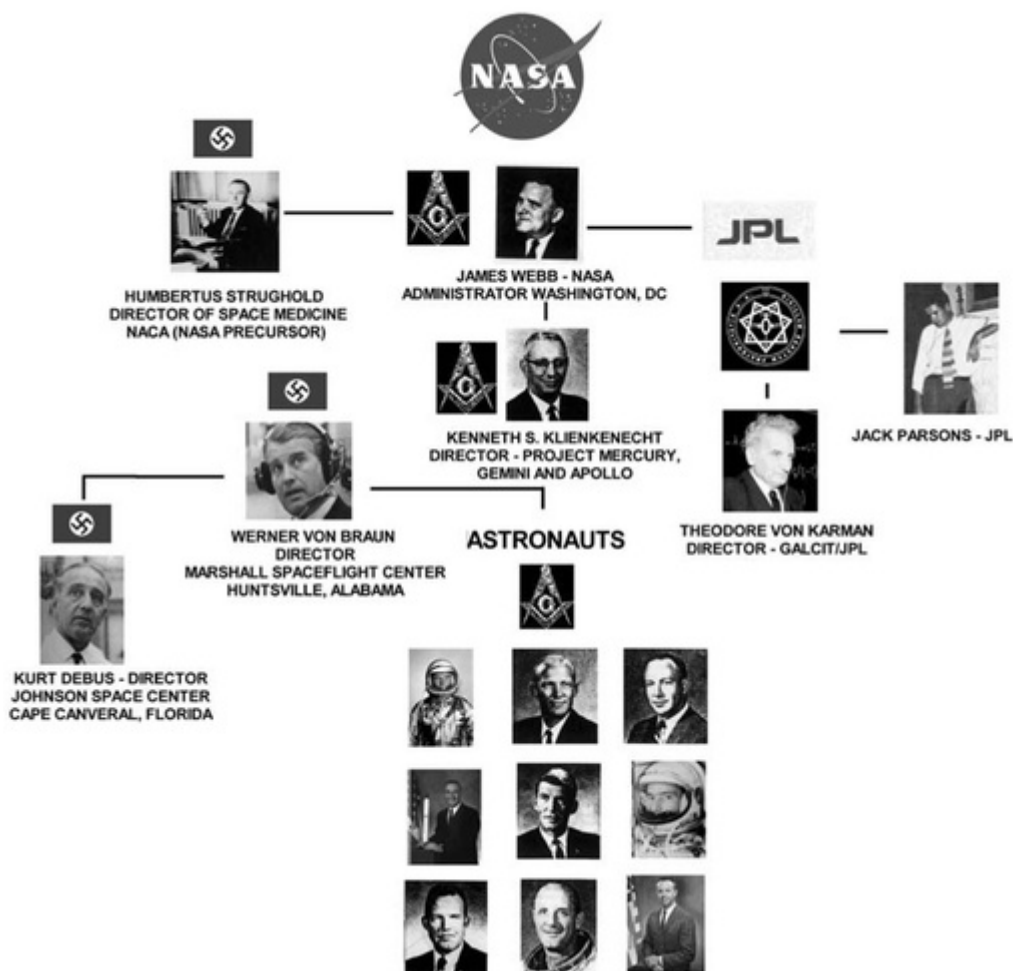 NASA
JPL
HUMBERTUS STRUGHOLD
DIRECTOR OF SPACE MEDICINE
NACA (NASA PRECURSOR)
G
JAMES WEBB - NASA
ADMINISTRATOR WASHINGTON, DC
G
KENNETH S. KLIENKENECHT
DIRECTOR - PROJECT MERCURY,
GEMINI AND APOLLO
JACK PARSONS - JPL
THEODORE VON KARMAN
DIRECTOR - GALCIT/JPL
WERNER VON BRAUN
DIRECTOR
MARSHALL SPACEFLIGHT CENTER
HUNTSVILLE, ALABAMA
KURT DEBUS - DIRECTOR
JOHNSON SPACE CENTER
CAPE CANVERAL, FLORIDA
ASTRONAUTS
G